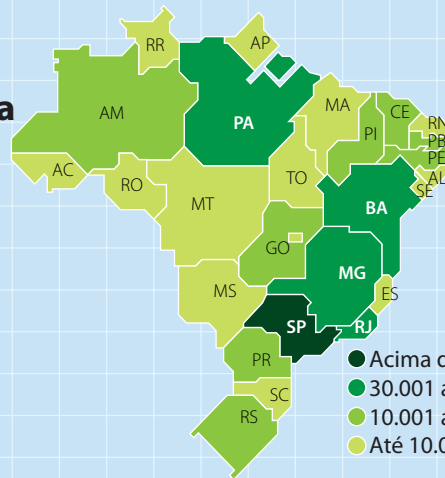 a
RR
AP
AM
PA
MA
CE
RN
PB
PI
PE
AC
AL
RO
TO
SE
MT
BA
GO
MG
MS
ES
SP
RJ
PR
SC
RS
Acima
30.001 a
10.001 a
Até 10.0